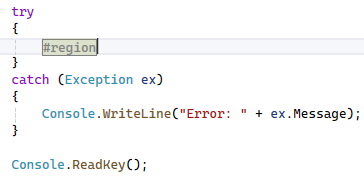 try
{
    #region
}
catch (Exception ex)
{
    Console.WriteLine("Error: " + ex.Message);
}

Console.ReadKey();